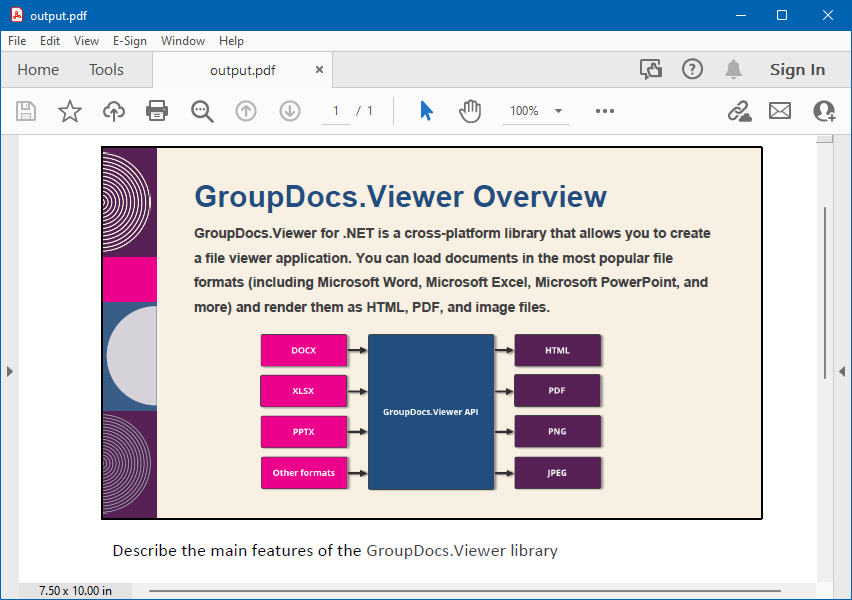 output.pdf
File Edit View E-Sign Window Help
Home Tools output.pdf × Sign In
1 / 1 100%
GroupDocs.Viewer Overview
GroupDocs.Viewer for .NET is a cross-platform library that allows you to create
a file viewer application. You can load documents in the most popular file
formats (including Microsoft Word, Microsoft Excel, Microsoft PowerPoint, and
more) and render them as HTML, PDF, and image files.
DOCX
XLSX
PPTX
Other formats
GroupDocs.Viewer API
HTML
PDF
PNG
JPEG
Describe the main features of the GroupDocs.Viewer library
7.50 x 10.00 in